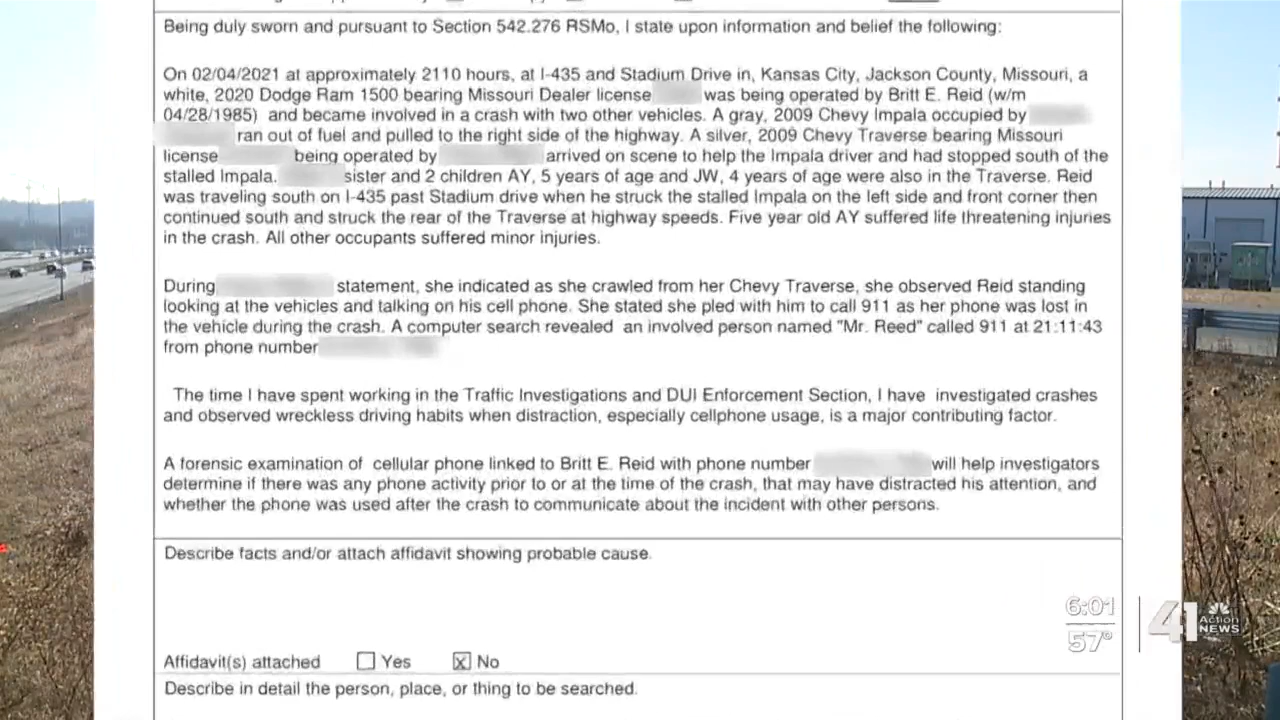 Being duly sworn and pursuant to Section 542.276 RSMo, I state upon information and belief the following:
On 02/04/2021 at approximately 2110 hours, at I-435 and Stadium Drive in, Kansas City, Jackson County, Missouri, a
white, 2020 Dodge Ram 1500 bearing Missouri Dealer license was being operated by Britt E. Reid (w/m
04/28/1985) and became involved in a crash with two other vehicles. A gray, 2009 Chevy Impala occupied by
ran out of fuel and pulled to the right side of the highway. A silver, 2009 Chevy Traverse bearing Missouri
license being operated by arrived on scene to help the Impala driver and had stopped south of the
stalled Impala. sister and 2 children AY, 5 years of age and JW, 4 years of age were also in the Traverse. Reid
was traveling south on I-435 past Stadium drive when he struck the stalled Impala on the left side and front corner then
continued south and struck the rear of the Traverse at highway speeds. Five year old AY suffered life threatening injuries
in the crash. All other occupants suffered minor injuries.
During statement, she indicated as she crawled from her Chevy Traverse, she observed Reid standing
looking at the vehicles and talking on his cell phone. She stated she pled with him to call 911 as her phone was lost in
the vehicle during the crash. A computer search revealed an involved person named "Mr. Reed" called 911 at 21:11:43
from phone number
The time I have spent working in the Traffic Investigations and DUI Enforcement Section, I have investigated crashes
and observed wreckless driving habits when distraction, especially cellphone usage, is a major contributing factor.
A forensic examination of cellular phone linked to Britt E. Reid with phone number will help investigators
determine if there was any phone activity prior to or at the time of the crash, that may have distracted his attention, and
whether the phone was used after the crash to communicate about the incident with other persons.
Describe facts and/or attach affidavit showing probable cause.
Affidavit(s) attached Yes x No
Describe in detail the person, place, or thing to be searched.
6:01
57°
41 Action NEWS